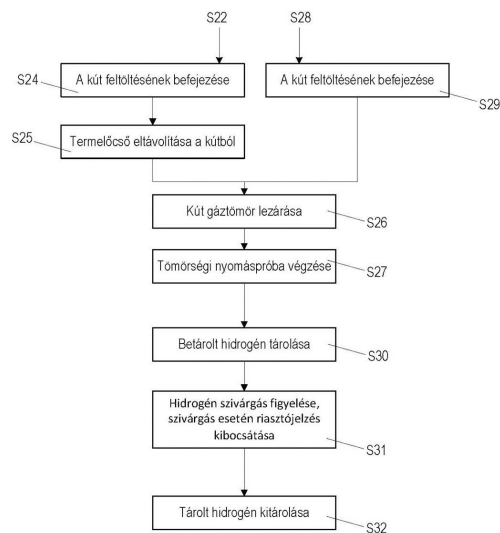 S22
S28
S24
A kút feltöltésének befejezése
A kút feltöltésének befejezése
S29
S25
Termelőcső eltávolítása a kútból
Kút gáztömör lezárása
S26
Tömörségi nyomáspróba végzése
S27
Betárolt hidrogén tárolása
S30
Hidrogén szivárgás figyelése,
szivárgás esetén riasztójelzés
kibocsátása
S31
Tárolt hidrogén kitárolása
S32